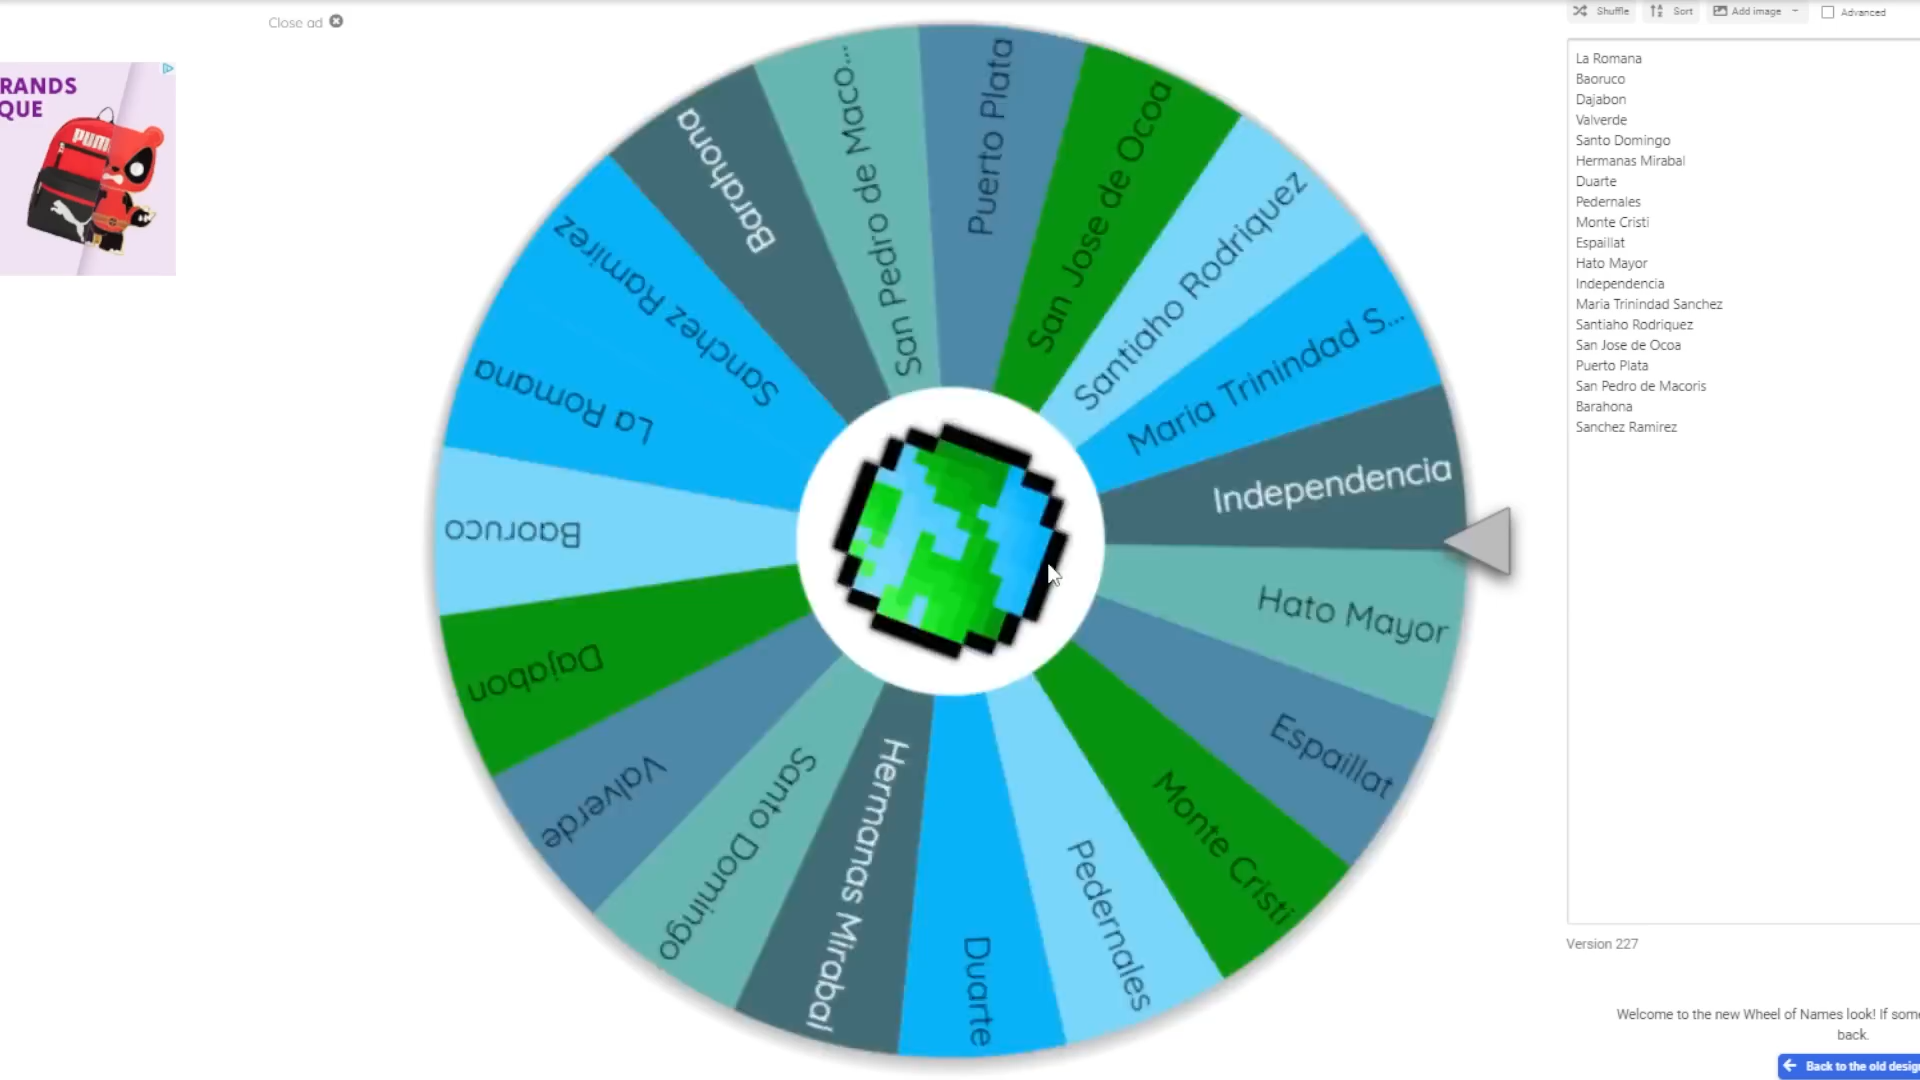 Close ad
Shuffle
Sort
Add image
Advanced
RANDS
QUE
PUM
San Pedro de Maco...
Puerto Plata
San Jose de Ocoa
Santiaho Rodriquez
Maria Trinindad S...
Independencia
Hato Mayor
Espaillat
Monte Cristi
Pedernales
Duarte
Hermanas Mirabal
Santo Domingo
Valverde
Dajabon
Baoruco
La Romana
Sanchez Ramirez
Barahona
La Romana
Baoruco
Dajabon
Valverde
Santo Domingo
Hermanas Mirabal
Duarte
Pedernales
Monte Cristi
Espaillat
Hato Mayor
Independencia
Maria Trinindad Sanchez
Santiaho Rodriquez
San Jose de Ocoa
Puerto Plata
San Pedro de Macoris
Barahona
Sanchez Ramirez
Version 227
Welcome to the new Wheel of Names look! If some
back.
Back to the old design